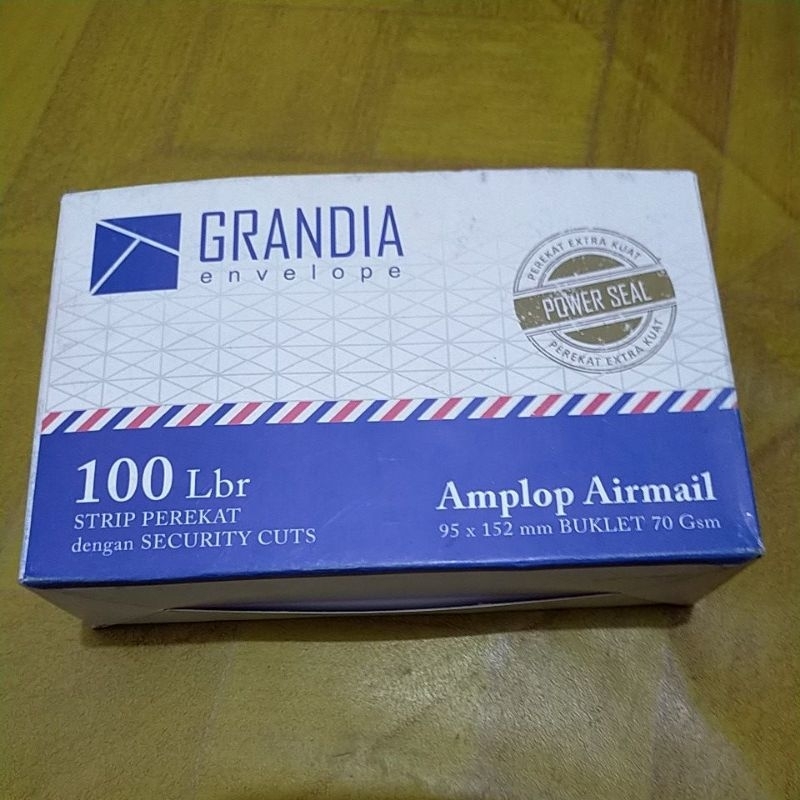 GRANDIA
envelope
PEREKAT EXTRA KUAT
POWER SEAL
PEREKAT EXTRA KUAT
100 Lbr
STRIP PEREKAT
dengan SECURITY CUTS
Amplop Airmail
95 x 152 mm BUKLET 70 Gsm